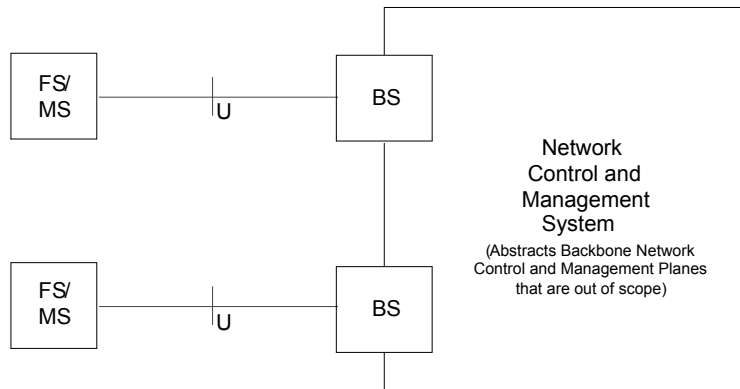 FS/
MS
U
BS
Network
Control and
Management
System
(Abstracts Backbone Network
Control and Management Planes
that are out of scope)
FS/
MS
U
BS